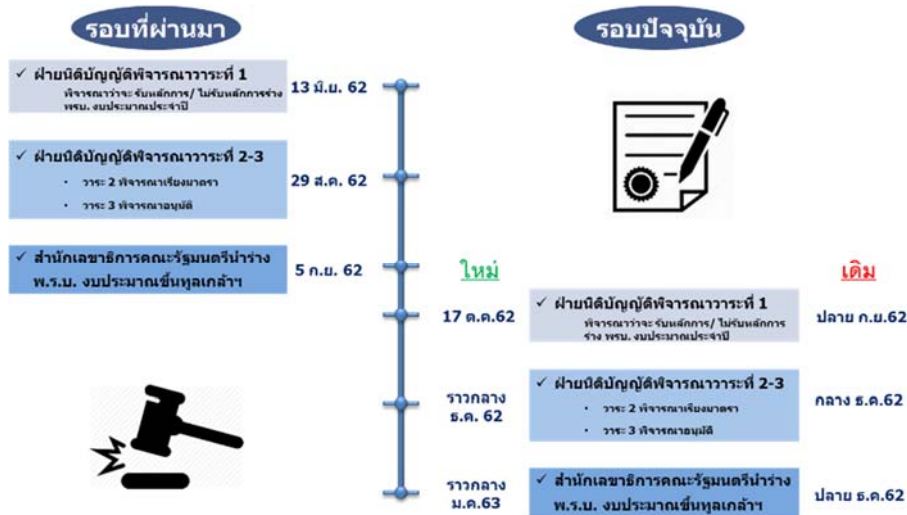 รอบที่ผ่านมา
✓ ฝ่ายนิติบัญญัติพิจารณาวาระที่ 1
พิจารณาว่าจะ รับหลักการ/ ไม่รับหลักการร่าง
พรบ. งบประมาณประจำปี
13 มิ.ย. 62
✓ ฝ่ายนิติบัญญัติพิจารณาวาระที่ 2-3
• วาระ 2 พิจารณาเรียงมาตรา
• วาระ 3 พิจารณาอนุมัติ
29 ส.ค. 62
✓ สำนักเลขาธิการคณะรัฐมนตรีนำร่าง
พ.ร.บ. งบประมาณขึ้นทูลเกล้าฯ
5 ก.ย. 62
รอบปัจจุบัน
ใหม่
เดิม
17 ต.ค.62
✓ ฝ่ายนิติบัญญัติพิจารณาวาระที่ 1
พิจารณาว่าจะ รับหลักการ/ ไม่รับหลักการ
ร่าง พรบ. งบประมาณประจำปี
ปลาย ก.ย.62
ราวกลาง
ธ.ค. 62
✓ ฝ่ายนิติบัญญัติพิจารณาวาระที่ 2-3
• วาระ 2 พิจารณาเรียงมาตรา
• วาระ 3 พิจารณาอนุมัติ
กลาง ธ.ค.62
ราวกลาง
ม.ค.63
✓ สำนักเลขาธิการคณะรัฐมนตรีนำร่าง
พ.ร.บ. งบประมาณขึ้นทูลเกล้าฯ
ปลาย ธ.ค.62